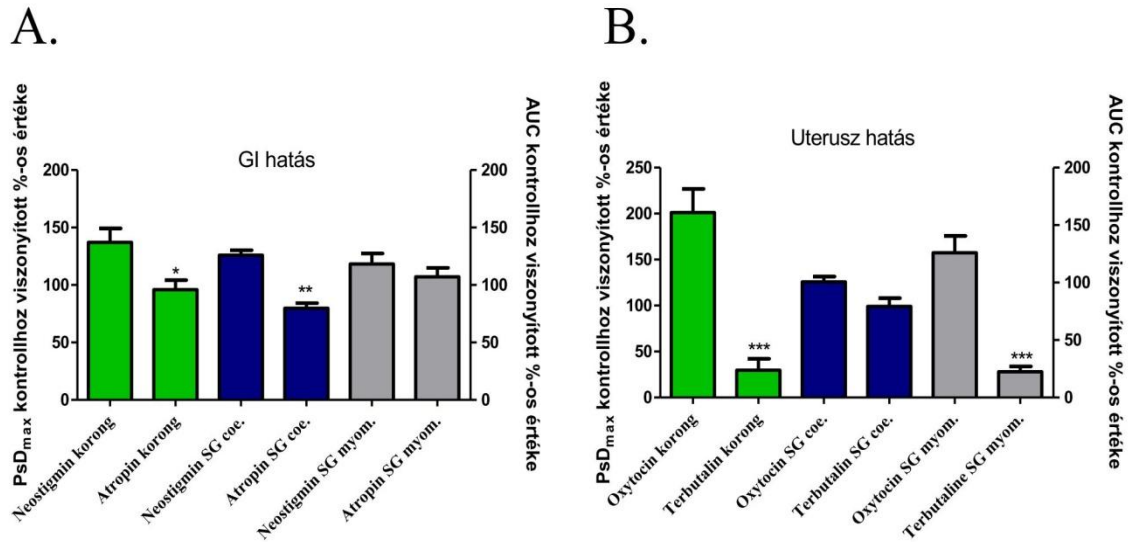 A.
GI hatás
PsDmax kontrollhoz viszonyított %-os értéke
200
150
100
50
0
AUC kontrollhoz viszonyított %-os értéke
200
150
100
50
0
*
**
Neostigmin korong
Atropin korong
Neostigmin SG coe.
Atropin SG coe.
Neostigmin SG myom.
Atropin SG myom.
B.
Uterusz hatás
PsDmax kontrollhoz viszonyított %-os értéke
250
200
150
100
50
0
AUC kontrollhoz viszonyított %-os értéke
200
150
100
50
0
***
***
Oxytocin korong
Terbutalin korong
Oxytocin SG coe.
Terbutalin SG coe.
Oxytocin SG myom.
Terbutaline SG myom.